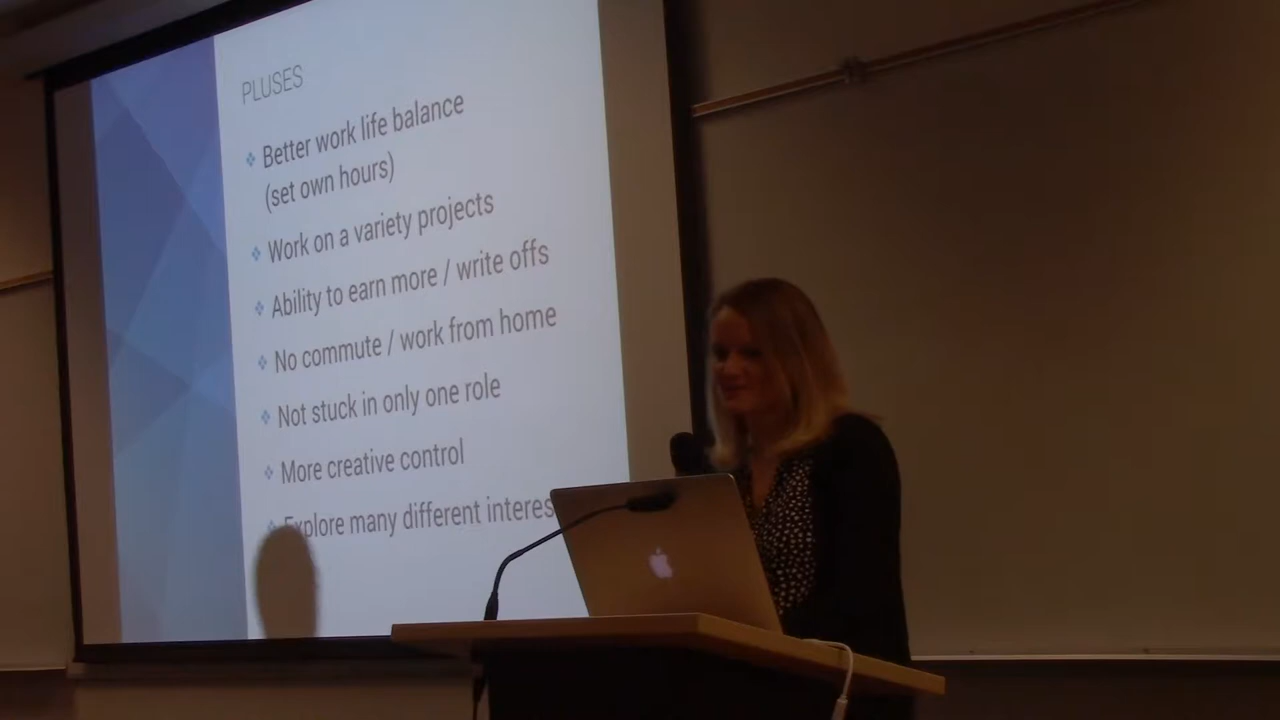 PLUSES
Better work life balance
(set own hours)
Work on a variety projects
Ability to earn more / write offs
No commute / work from home
Not stuck in only one role
More creative control
Explore many different interes